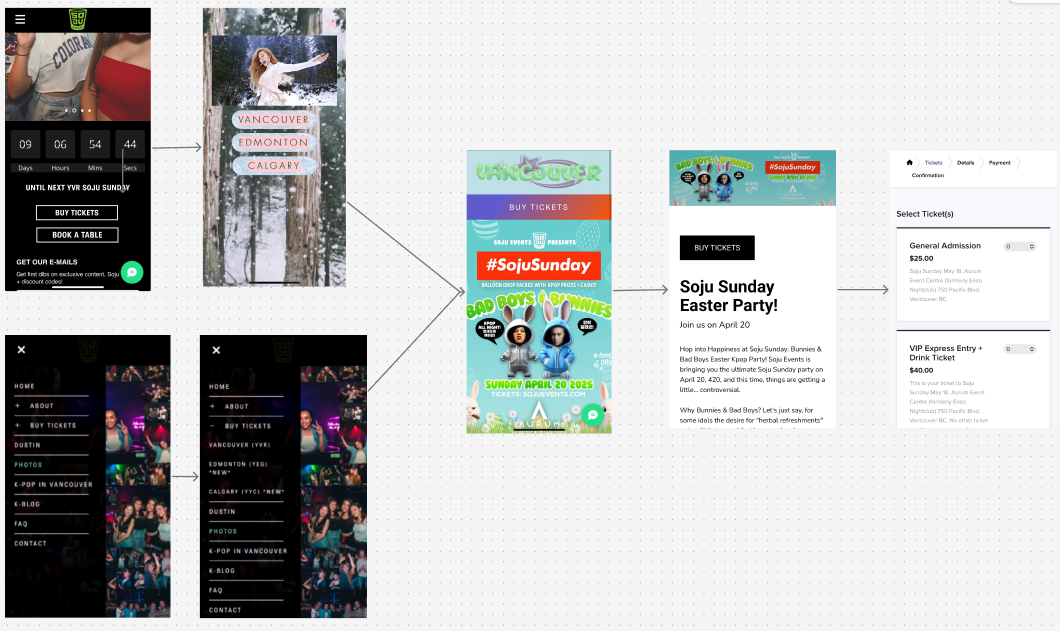 SO
JU
COLORA
09
06
54
44
Days
Hours
Mins
Secs
UNTIL NEXT YYR SOJU SUNDAY
BUY TICKETS
BOOK A TABLE
GET OUR E-MAILS
Get first dibs on exclusive content, Soju
+ discount codes!
VANCOUVER
EDMONTON
CALGARY
HOME
+ ABOUT
+ BUY TICKETS
DUSTIN
PHOTOS
K-POP IN VANCOUVER
K-BLOG
FAQ
CONTACT
HOME
+ ABOUT
− BUY TICKETS
VANCOUVER (YVR)
EDMONTON (YEG)
*NEW*
CALGARY (YYC) *NEW*
DUSTIN
PHOTOS
K-POP IN VANCOUVER
K-BLOG
FAQ
CONTACT
VANCOUVER
BUY TICKETS
SOJU EVENTS
SO
JU
PRESENTS
#SojuSunday
BALLOON DROP PACKED WITH KPOP PRIZES + CASH!!
BAD BOYS & BUNNIES
KPOP
ALL NIGHT!
SUNDAY APRIL 20 2025
TICKETS: SOJUEVENTS.COM
AURUM
BAD BOYS & BUNNIES
#SojuSunday
SUNDAY APRIL 20 2025
BUY TICKETS
Soju Sunday
Easter Party!
Join us on April 20
Hop into Happiness at Soju Sunday: Bunnies &
Bad Boys Easter Kpop Party! Soju Events is
bringing you the ultimate Soju Sunday party on
April 20, 420, and this time, things are getting a
little... controversial.
Why Bunnies & Bad Boys? Let's just say, for
some idols the desire for "herbal refreshments"
Tickets
Details
Payment
Confirmation
Select Ticket(s)
General Admission
0
$25.00
Soju Sunday May 18, Aurum
Event Centre (formerly Enso
Nightclub) 750 Pacific Blvd,
Vancouver BC
VIP Express Entry +
Drink Ticket
0
$40.00
This is your ticket to Soju
Sunday May 18, Aurum Event
Centre (formerly Enso
Nightclub) 750 Pacific Blvd,
Vancouver BC. No other ticket